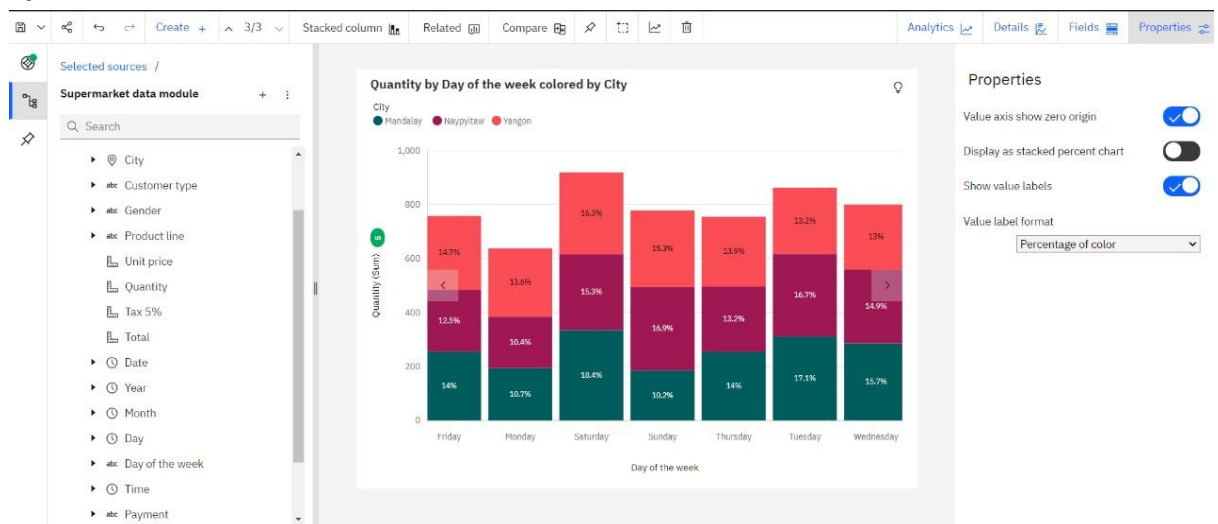 Create + 3/3 Stacked column Related Compare Analytics Details Fields Properties
Selected sources /
Supermarket data module + :
Search
City
abc Customer type
abc Gender
abc Product line
Unit price
Quantity
Tax 5%
Total
Date
Year
Month
Day
abc Day of the week
Time
abc Payment
Quantity by Day of the week colored by City
City
Mandalay Naypyitaw Yangon
Quantity (Sum)
1,000
800
600
400
200
0
14.7% 13.6% 16.3% 15.3% 13.9% 13.2% 13%
12.5% 10.4% 15.3% 16.9% 13.2% 16.7% 14.9%
14% 10.7% 18.4% 10.2% 14% 17.1% 15.7%
Friday Monday Saturday Sunday Thursday Tuesday Wednesday
Day of the week
Properties
Value axis show zero origin
Display as stacked percent chart
Show value labels
Value label format
Percentage of color